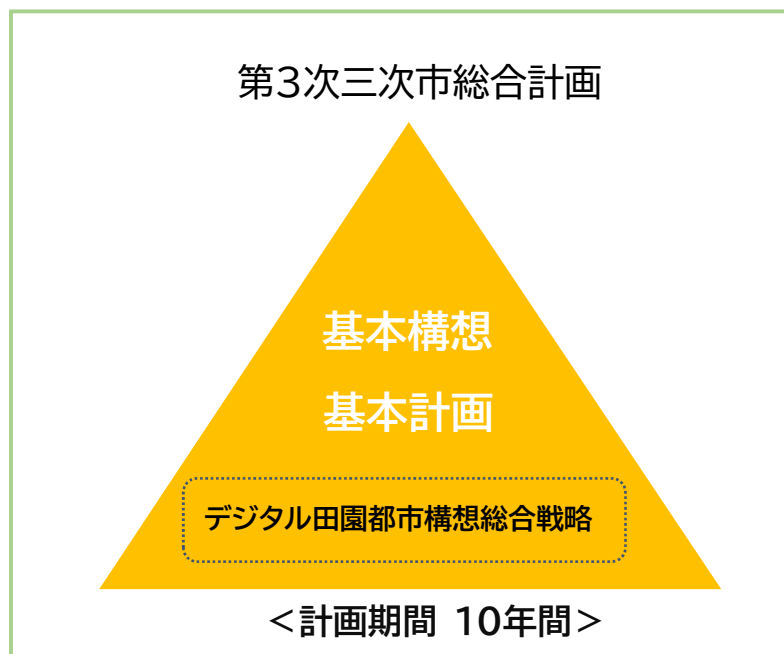 第3次三次市総合計画
基本構想
基本計画
デジタル田園都市構想総合戦略
＜計画期間 10年間＞